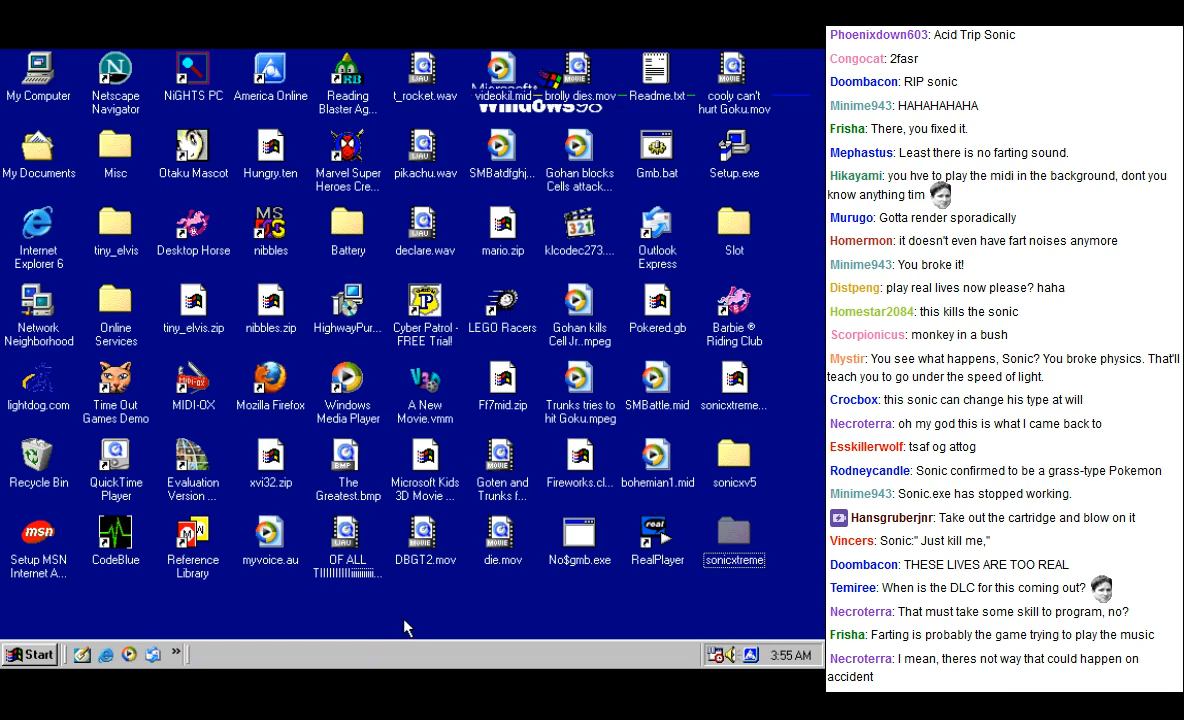 My Computer
Netscape
Navigator
NiGHTS PC
America Online
Reading
Blaster Ag...
t_rocket.wav
videokil.mid
brolly dies.mov
Readme.txt
cooly can't
hurt Goku.mov
Microsoft
Windows98
My Documents
Misc
Otaku Mascot
Hungry.ten
Marvel Super
Heroes Cre...
pikachu.wav
SMBatdfghj...
Gohan blocks
Cells attack...
Gmb.bat
Setup.exe
Internet
Explorer 6
tiny_elvis
Desktop Horse
nibbles
Battery
declare.wav
mario.zip
klcodec273....
Outlook
Express
Slot
Network
Neighborhood
Online
Services
tiny_elvis.zip
nibbles.zip
HighwayPur...
Cyber Patrol -
FREE Trial!
LEGO Racers
Gohan kills
Cell Jr..mpeg
Pokered.gb
Barbie ®
Riding Club
lightdog.com
Time Out
Games Demo
MIDI-OX
Mozilla Firefox
Windows
Media Player
A New
Movie.vmm
Ff7mid.zip
Trunks tries to
hit Goku.mpeg
SMBattle.mid
sonicxtreme...
Recycle Bin
QuickTime
Player
Evaluation
Version ...
xvi32.zip
The
Greatest.bmp
Microsoft Kids
3D Movie ...
Goten and
Trunks f...
Fireworks.cl...
bohemian1.mid
sonicxv5
Setup MSN
Internet A...
CodeBlue
Reference
Library
myvoice.au
OF ALL
TIIIIIIIIIIiiiiiiiiiiii...
DBGT2.mov
die.mov
No$gmb.exe
RealPlayer
sonicxtreme
Start
»
3:55 AM
Phoenixdown603: Acid Trip Sonic
Congocat: 2fasr
Doombacon: RIP sonic
Minime943: HAHAHAHAHA
Frisha: There, you fixed it.
Mephastus: Least there is no farting sound.
Hikayami: you hve to play the midi in the background, dont you
know anything tim
Murugo: Gotta render sporadically
Homermon: it doesn't even have fart noises anymore
Minime943: You broke it!
Distpeng: play real lives now please? haha
Homestar2084: this kills the sonic
Scorpionicus: monkey in a bush
Mystir: You see what happens, Sonic? You broke physics. That'll
teach you to go under the speed of light.
Crocbox: this sonic can change his type at will
Necroterra: oh my god this is what I came back to
Esskillerwolf: tsaf og attog
Rodneycandle: Sonic confirmed to be a grass-type Pokemon
Minime943: Sonic.exe has stopped working.
Hansgruberjnr: Take out the cartridge and blow on it
Vincers: Sonic:" Just kill me,"
Doombacon: THESE LIVES ARE TOO REAL
Temiree: When is the DLC for this coming out?
Necroterra: That must take some skill to program, no?
Frisha: Farting is probably the game trying to play the music
Necroterra: I mean, theres not way that could happen on
accident